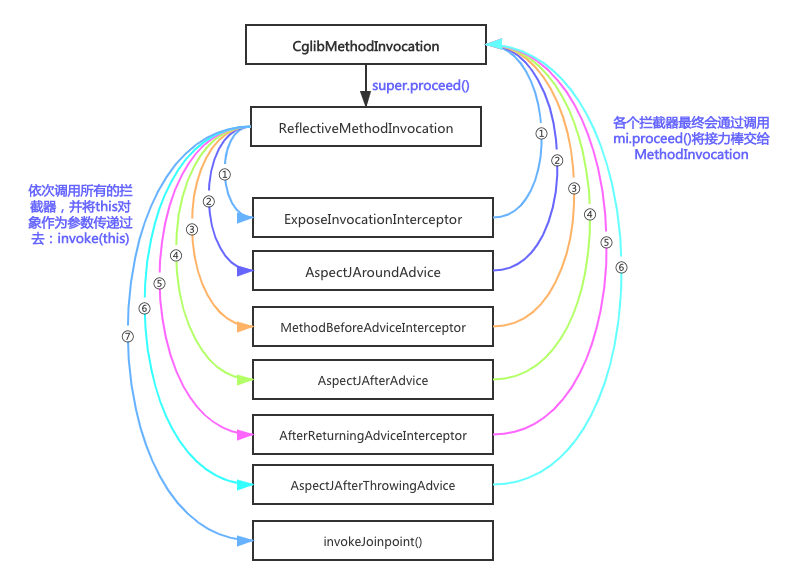 CglibMethodInvocation
super.proceed()
ReflectiveMethodInvocation
各个拦截器最终会通过调用
mi.proceed()将接力棒交给
MethodInvocation
依次调用所有的拦
截器，并将this对
象作为参数传递过
去：invoke(this)
①
②
③
④
⑤
⑥
⑦
①
②
③
④
⑤
⑥
ExposeInvocationInterceptor
AspectJAroundAdvice
MethodBeforeAdviceInterceptor
AspectJAfterAdvice
AfterReturningAdviceInterceptor
AspectJAfterThrowingAdvice
invokeJoinpoint()